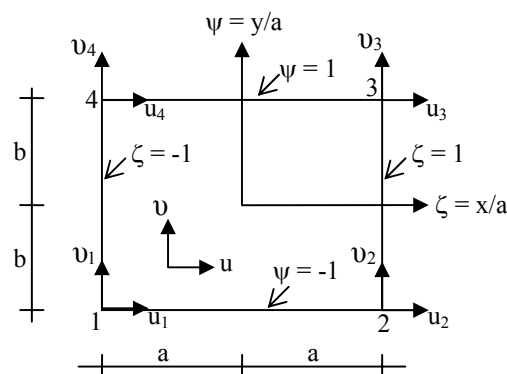 ψ = y/a
υ4 υ3
ψ = 1
4 3
u4 u3
b ζ = -1 ζ = 1
υ ζ = x/a
b υ1 u υ2
ψ = -1
1 u1 2 u2
a a